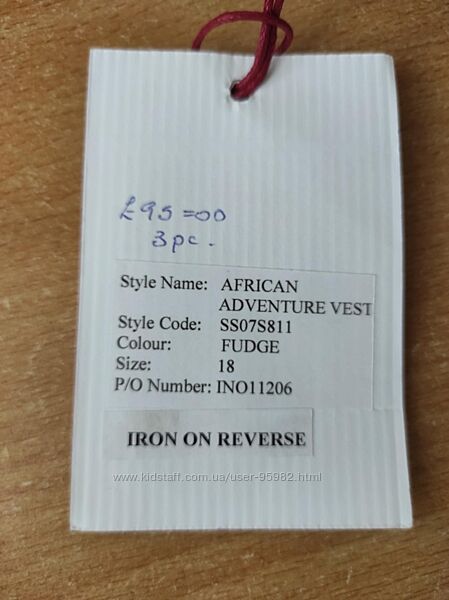 £95=00
3pc.
Style Name: AFRICAN
ADVENTURE VEST
Style Code: SS07S811
Colour: FUDGE
Size: 18
P/O Number: INO11206
IRON ON REVERSE
www.kidstaff.com.ua/user-95982.html